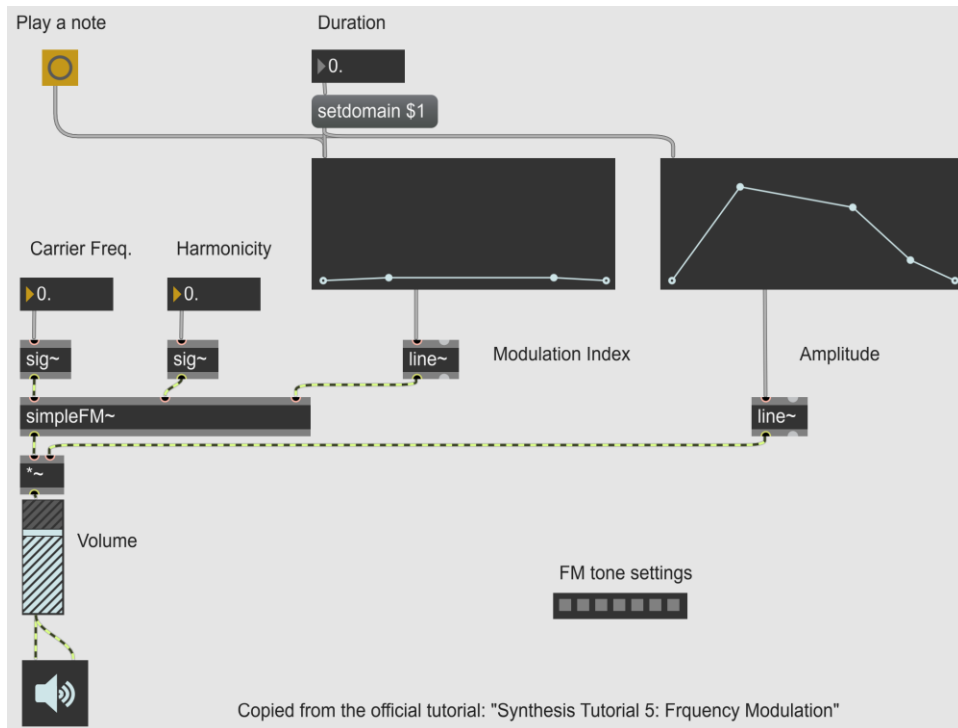 Play a note
Duration
0.
setdomain $1
Carrier Freq.
Harmonicity
0.
0.
sig~
sig~
line~
Modulation Index
Amplitude
simpleFM~
line~
*~
Volume
FM tone settings
Copied from the official tutorial: "Synthesis Tutorial 5: Frquency Modulation"